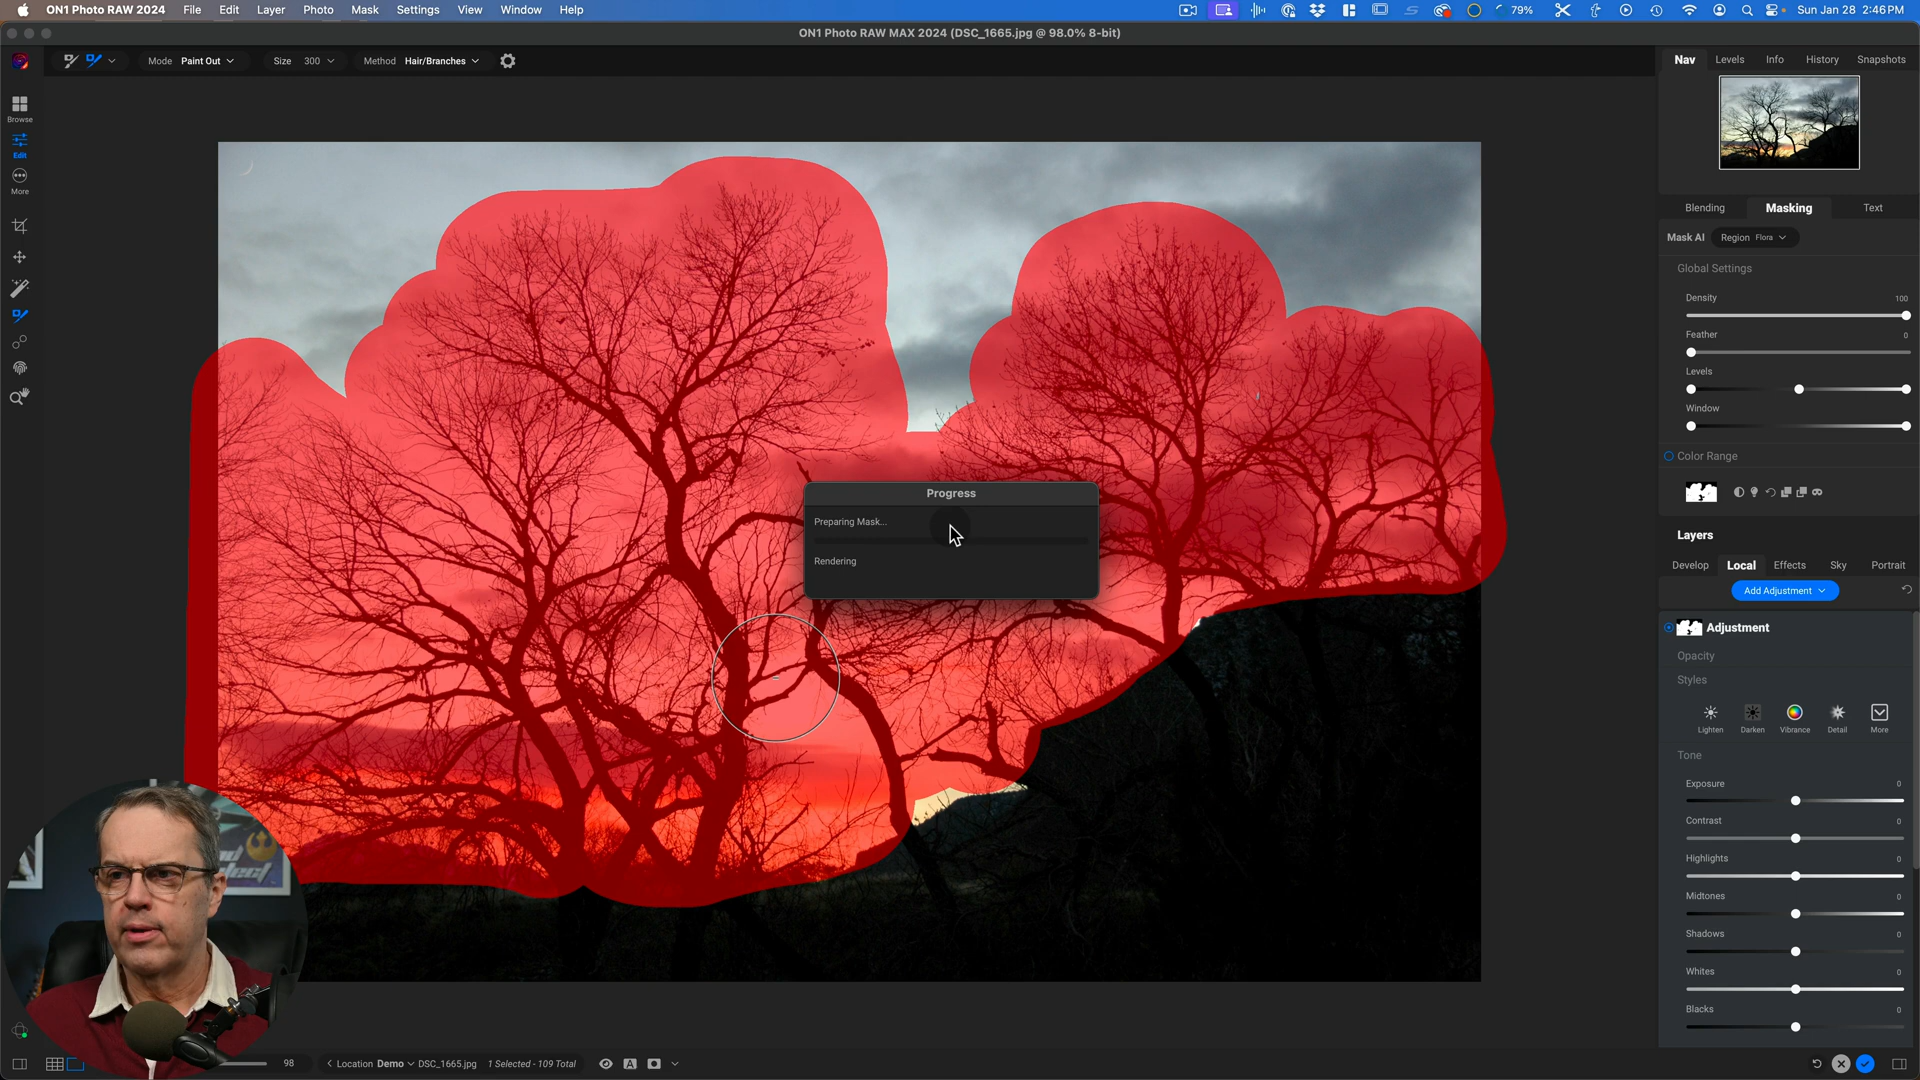 ON1 Photo RAW 2024 File Edit Layer Photo Mask Settings View Window Help 79% Sun Jan 28 2:46 PM
ON1 Photo RAW MAX 2024 (DSC_1665.jpg @ 98.0% 8-bit)
Mode Paint Out Size 300 Method Hair/Branches
Nav Levels Info History Snapshots
Browse
Edit
More
Blending Masking Text
Mask AI Region Flora
Global Settings
Density 100
Feather 0
Levels
Window
Color Range
Progress
Preparing Mask...
Rendering
Layers
Develop Local Effects Sky Portrait
Add Adjustment
Adjustment
Opacity
Styles
Lighten Darken Vibrance Detail More
Tone
Exposure 0
Contrast 0
Highlights 0
Midtones 0
Shadows 0
Whites 0
Blacks 0
98 Location Demo DSC_1665.jpg 1 Selected - 109 Total A